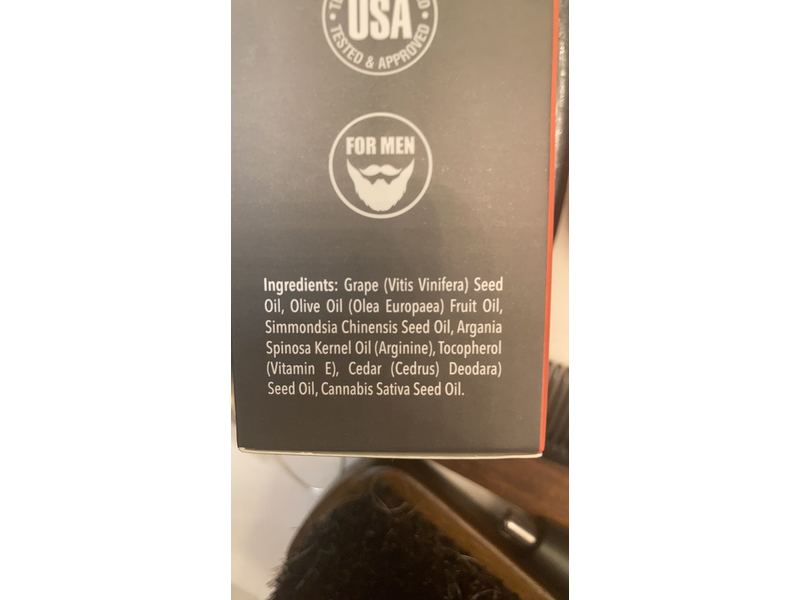 USA
• TESTED & APPROVED •
FOR MEN
Ingredients: Grape (Vitis Vinifera) Seed
Oil, Olive Oil (Olea Europaea) Fruit Oil,
Simmondsia Chinensis Seed Oil, Argania
Spinosa Kernel Oil (Arginine), Tocopherol
(Vitamin E), Cedar (Cedrus) Deodara)
Seed Oil, Cannabis Sativa Seed Oil.